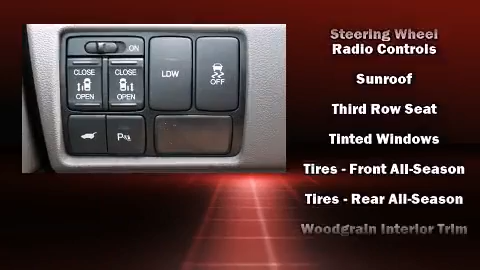 ON
CLOSE CLOSE
OPEN OPEN
LDW
OFF
P
Steering Wheel
Radio Controls
Sunroof
Third Row Seat
Tinted Windows
Tires - Front All-Season
Tires - Rear All-Season
Woodgrain Interior Trim